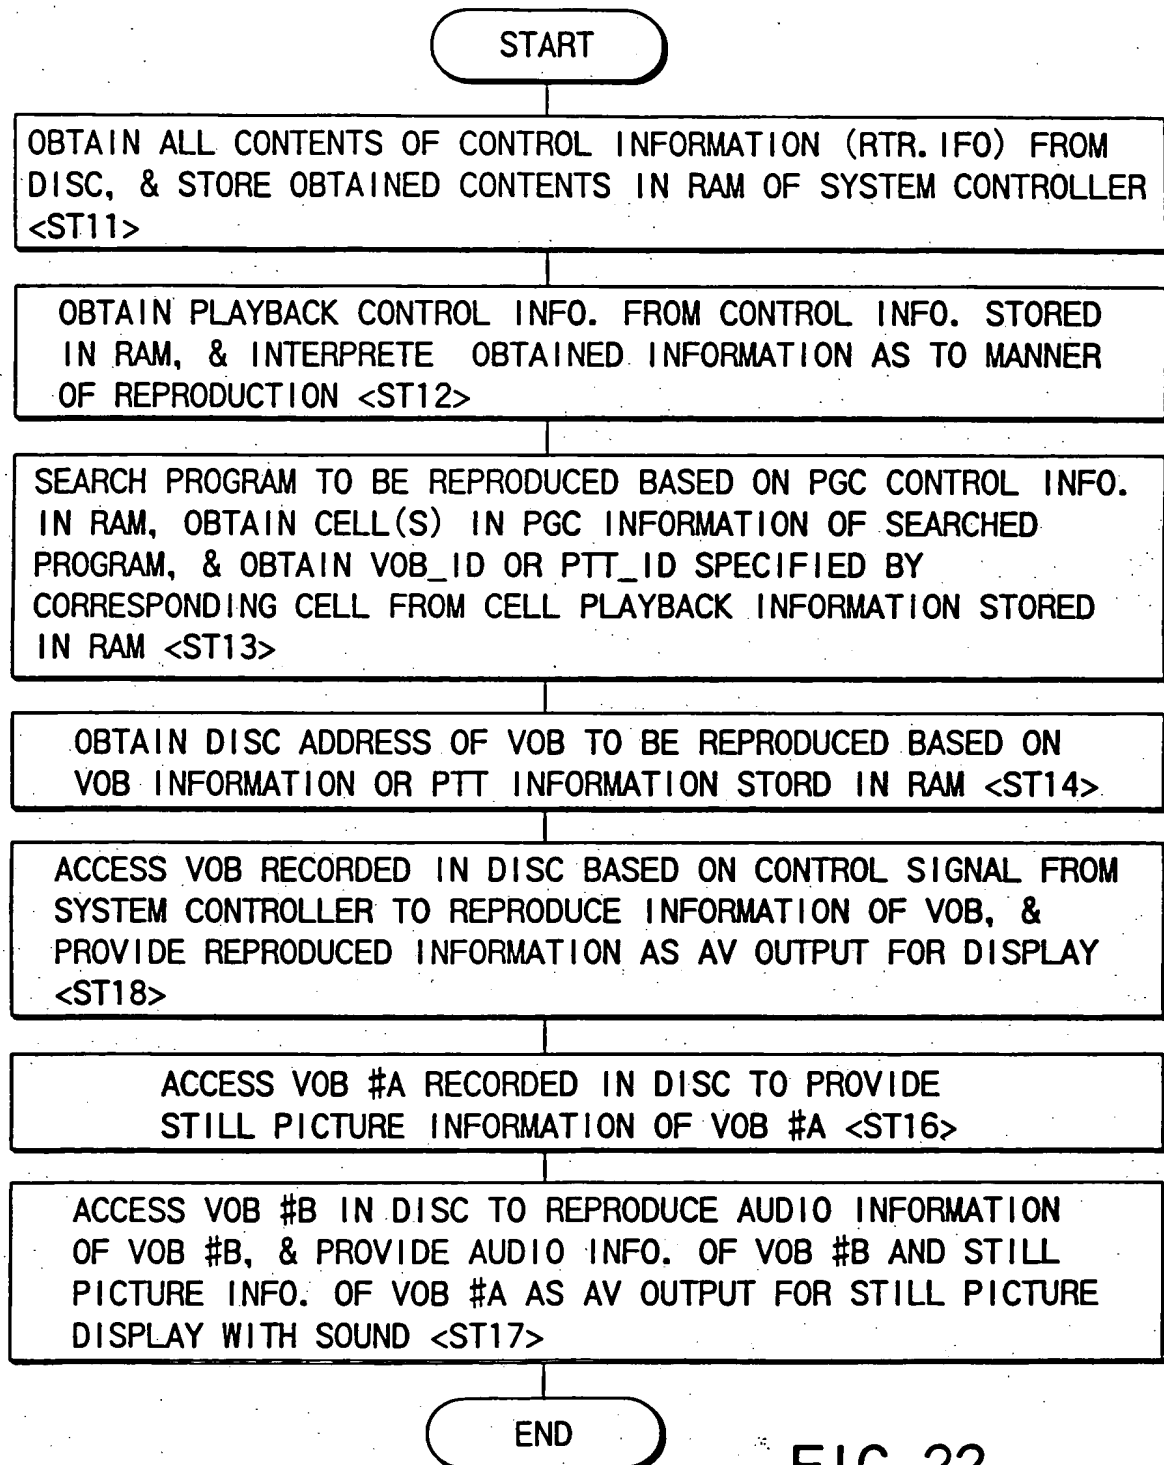 START
OBTAIN ALL CONTENTS OF CONTROL INFORMATION (RTR.IFO) FROM
DISC, & STORE OBTAINED CONTENTS IN RAM OF SYSTEM CONTROLLER
<ST11>
OBTAIN PLAYBACK CONTROL INFO. FROM CONTROL INFO. STORED
IN RAM, & INTERPRETE OBTAINED INFORMATION AS TO MANNER
OF REPRODUCTION <ST12>
SEARCH PROGRAM TO BE REPRODUCED BASED ON PGC CONTROL INFO.
IN RAM, OBTAIN CELL(S) IN PGC INFORMATION OF SEARCHED
PROGRAM, & OBTAIN VOB_ID OR PTT_ID SPECIFIED BY
CORRESPONDING CELL FROM CELL PLAYBACK INFORMATION STORED
IN RAM <ST13>
OBTAIN DISC ADDRESS OF VOB TO BE REPRODUCED BASED ON
VOB INFORMATION OR PTT INFORMATION STORD IN RAM <ST14>
ACCESS VOB RECORDED IN DISC BASED ON CONTROL SIGNAL FROM
SYSTEM CONTROLLER TO REPRODUCE INFORMATION OF VOB, &
PROVIDE REPRODUCED INFORMATION AS AV OUTPUT FOR DISPLAY
<ST18>
ACCESS VOB #A RECORDED IN DISC TO PROVIDE
STILL PICTURE INFORMATION OF VOB #A <ST16>
ACCESS VOB #B IN DISC TO REPRODUCE AUDIO INFORMATION
OF VOB #B, & PROVIDE AUDIO INFO. OF VOB #B AND STILL
PICTURE INFO. OF VOB #A AS AV OUTPUT FOR STILL PICTURE
DISPLAY WITH SOUND <ST17>
END
FIG. 22